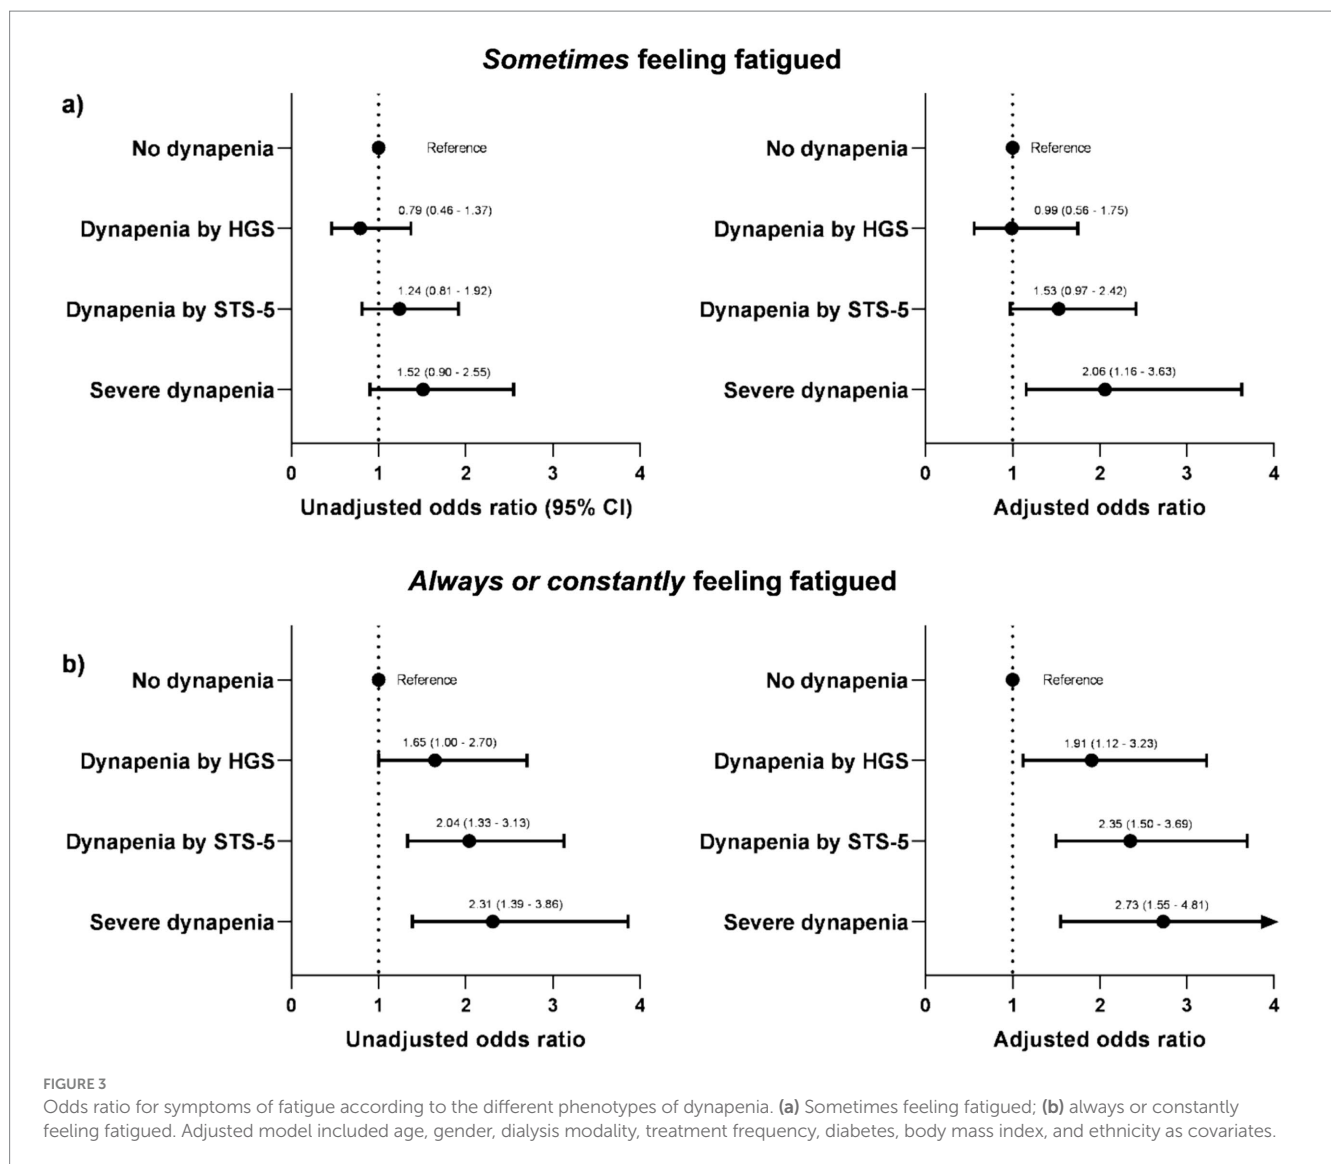 Sometimes feeling fatigued
a)
No dynapenia
Reference
Dynapenia by HGS
0.79 (0.46 - 1.37)
Dynapenia by STS-5
1.24 (0.81 - 1.92)
Severe dynapenia
1.52 (0.90 - 2.55)
0 1 2 3 4
Unadjusted odds ratio (95% CI)
No dynapenia
Reference
Dynapenia by HGS
0.99 (0.56 - 1.75)
Dynapenia by STS-5
1.53 (0.97 - 2.42)
Severe dynapenia
2.06 (1.16 - 3.63)
0 1 2 3 4
Adjusted odds ratio
Always or constantly feeling fatigued
b)
No dynapenia
Reference
Dynapenia by HGS
1.65 (1.00 - 2.70)
Dynapenia by STS-5
2.04 (1.33 - 3.13)
Severe dynapenia
2.31 (1.39 - 3.86)
0 1 2 3 4
Unadjusted odds ratio
No dynapenia
Reference
Dynapenia by HGS
1.91 (1.12 - 3.23)
Dynapenia by STS-5
2.35 (1.50 - 3.69)
Severe dynapenia
2.73 (1.55 - 4.81)
0 1 2 3 4
Adjusted odds ratio
FIGURE 3
Odds ratio for symptoms of fatigue according to the different phenotypes of dynapenia. (a) Sometimes feeling fatigued; (b) always or constantly
feeling fatigued. Adjusted model included age, gender, dialysis modality, treatment frequency, diabetes, body mass index, and ethnicity as covariates.